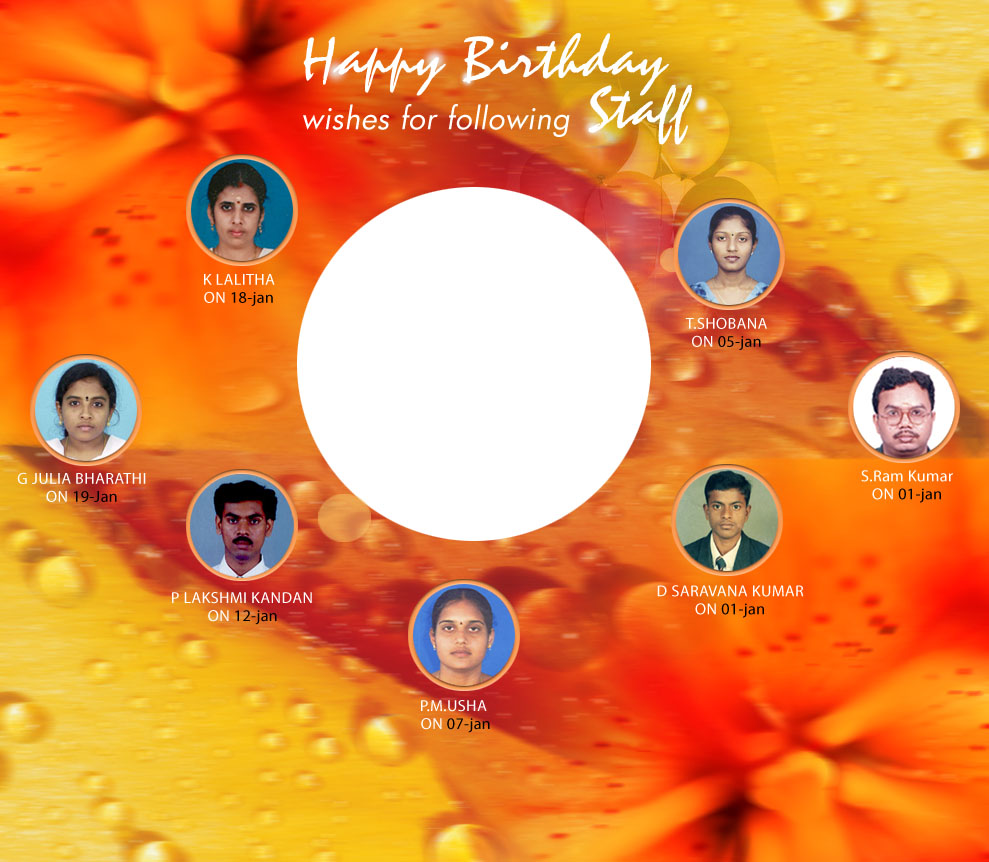 Happy Birthday
wishes for following Staff
K LALITHA
ON 18-jan
T.SHOBANA
ON 05-jan
G JULIA BHARATHI
ON 19-Jan
S.Ram Kumar
ON 01-jan
P LAKSHMI KANDAN
ON 12-jan
D SARAVANA KUMAR
ON 01-jan
P.M.USHA
ON 07-jan